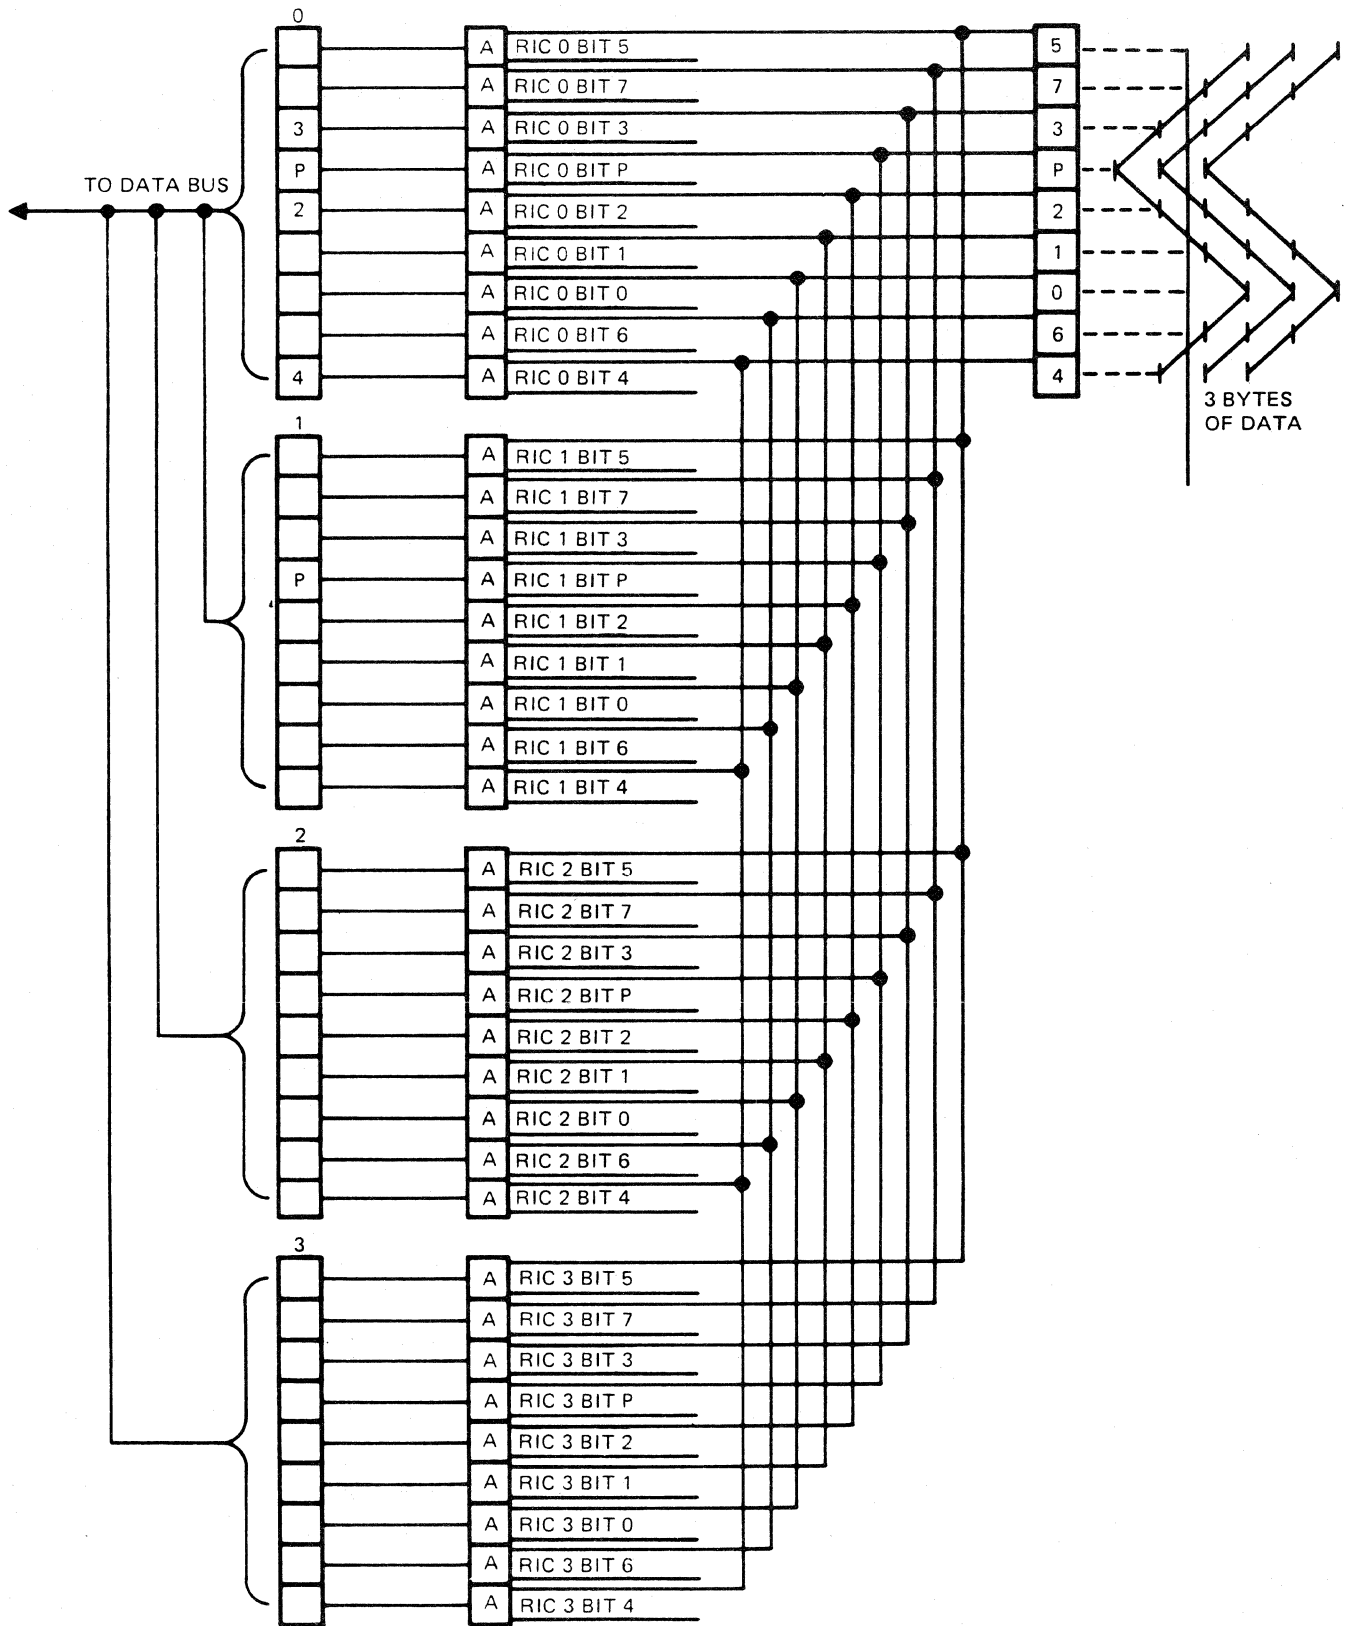 0
A RIC 0 BIT 5 5
A RIC 0 BIT 7 7
3 A RIC 0 BIT 3 3
P A RIC 0 BIT P P
TO DATA BUS
2 A RIC 0 BIT 2 2
A RIC 0 BIT 1 1
A RIC 0 BIT 0 0
A RIC 0 BIT 6 6
4 A RIC 0 BIT 4 4
3 BYTES
OF DATA
1
A RIC 1 BIT 5
A RIC 1 BIT 7
A RIC 1 BIT 3
P A RIC 1 BIT P
A RIC 1 BIT 2
A RIC 1 BIT 1
A RIC 1 BIT 0
A RIC 1 BIT 6
A RIC 1 BIT 4
2
A RIC 2 BIT 5
A RIC 2 BIT 7
A RIC 2 BIT 3
A RIC 2 BIT P
A RIC 2 BIT 2
A RIC 2 BIT 1
A RIC 2 BIT 0
A RIC 2 BIT 6
A RIC 2 BIT 4
3
A RIC 3 BIT 5
A RIC 3 BIT 7
A RIC 3 BIT 3
A RIC 3 BIT P
A RIC 3 BIT 2
A RIC 3 BIT 1
A RIC 3 BIT 0
A RIC 3 BIT 6
A RIC 3 BIT 4